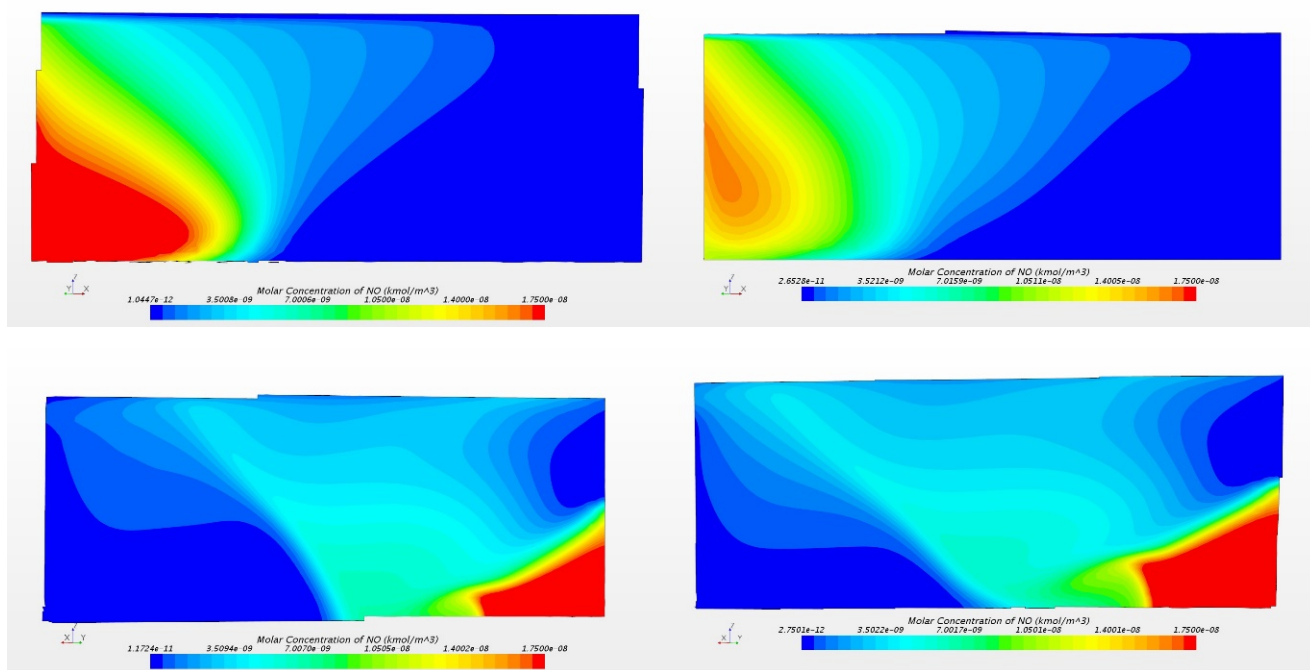 Z
Y X
Molar Concentration of NO (kmol/m^3)
1.0447e-12 3.5008e-09 7.0006e-09 1.0500e-08 1.4000e-08 1.7500e-08
Z
Y X
Molar Concentration of NO (kmol/m^3)
2.6528e-11 3.5212e-09 7.0159e-09 1.0511e-08 1.4005e-08 1.7500e-08
Z
X Y
Molar Concentration of NO (kmol/m^3)
1.1724e-11 3.5094e-09 7.0070e-09 1.0505e-08 1.4002e-08 1.7500e-08
Z
X Y
Molar Concentration of NO (kmol/m^3)
2.7501e-12 3.5022e-09 7.0017e-09 1.0501e-08 1.4001e-08 1.7500e-08